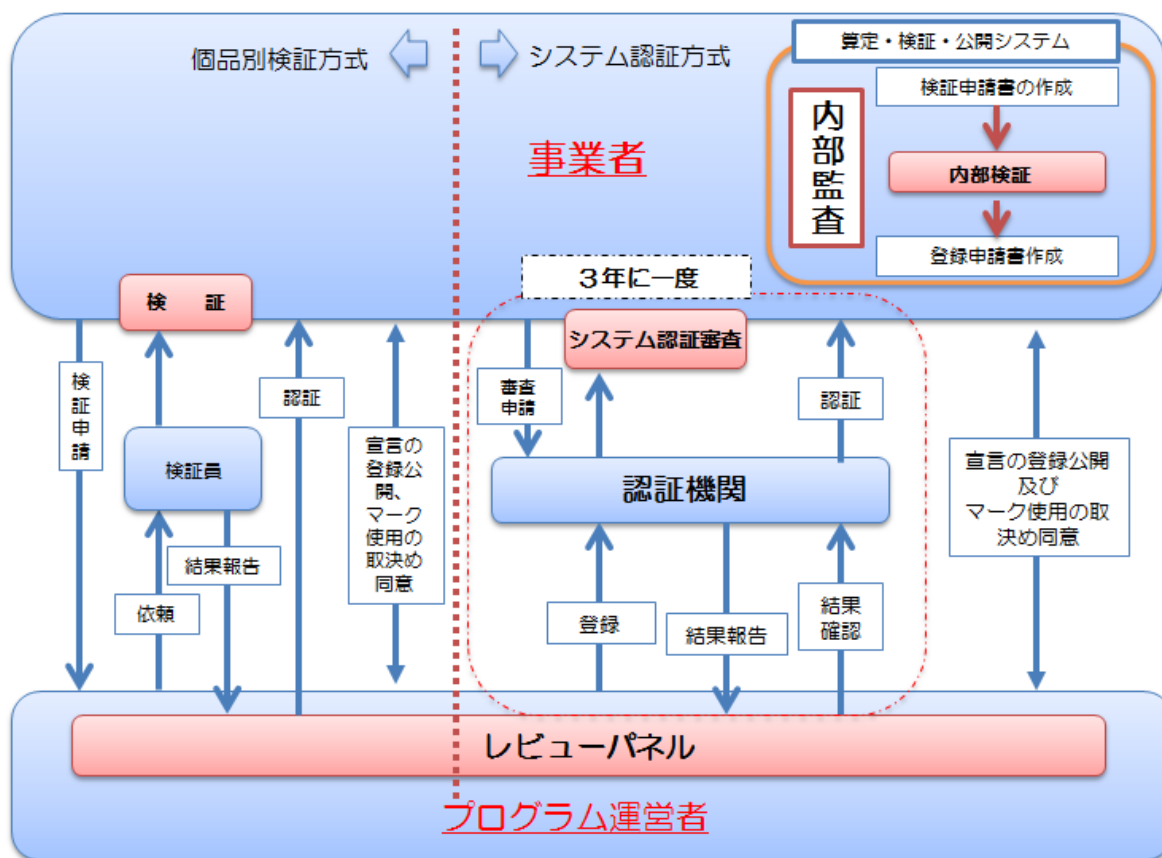 個品別検証方式
システム認証方式
算定・検証・公開システム
検証申請書の作成
内部監査
内部検証
登録申請書作成
事業者
3年に一度
検　証
システム認証審査
検証申請
認証
審査
申請
認証
検証員
宣言の
登録公
開、
マーク
使用の
取決め
同意
認証機関
宣言の登録公開
及び
マーク使用の取
決め同意
結果報告
依頼
登録
結果報告
結果
確認
レビューパネル
プログラム運営者